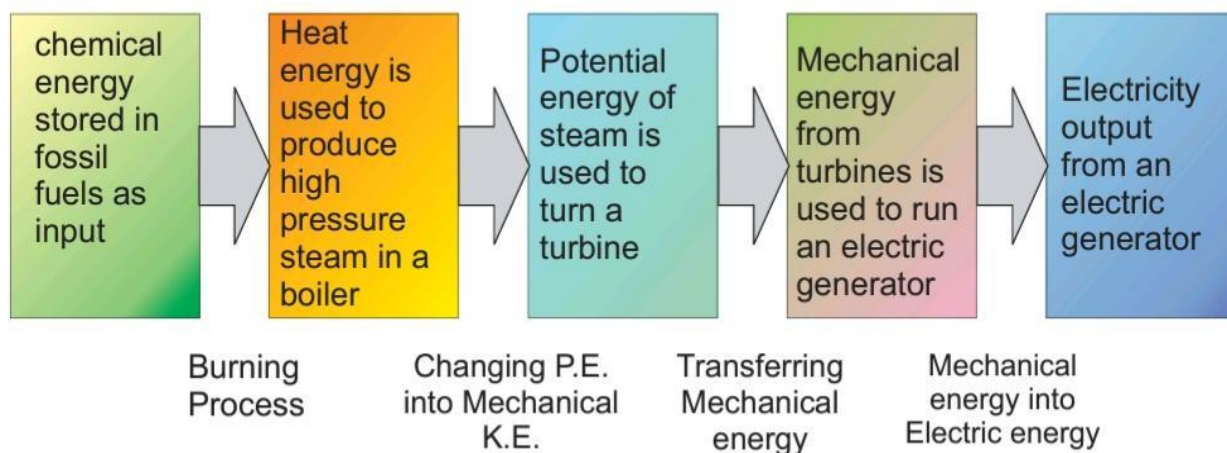 chemical
energy
stored in
fossil
fuels as
input
Heat
energy is
used to
produce
high
pressure
steam in a
boiler
Potential
energy of
steam is
used to
turn a
turbine
Mechanical
energy
from
turbines is
used to run
an electric
generator
Electricity
output
from an
electric
generator
Burning
Process
Changing P.E.
into Mechanical
K.E.
Transferring
Mechanical
energy
Mechanical
energy into
Electric energy